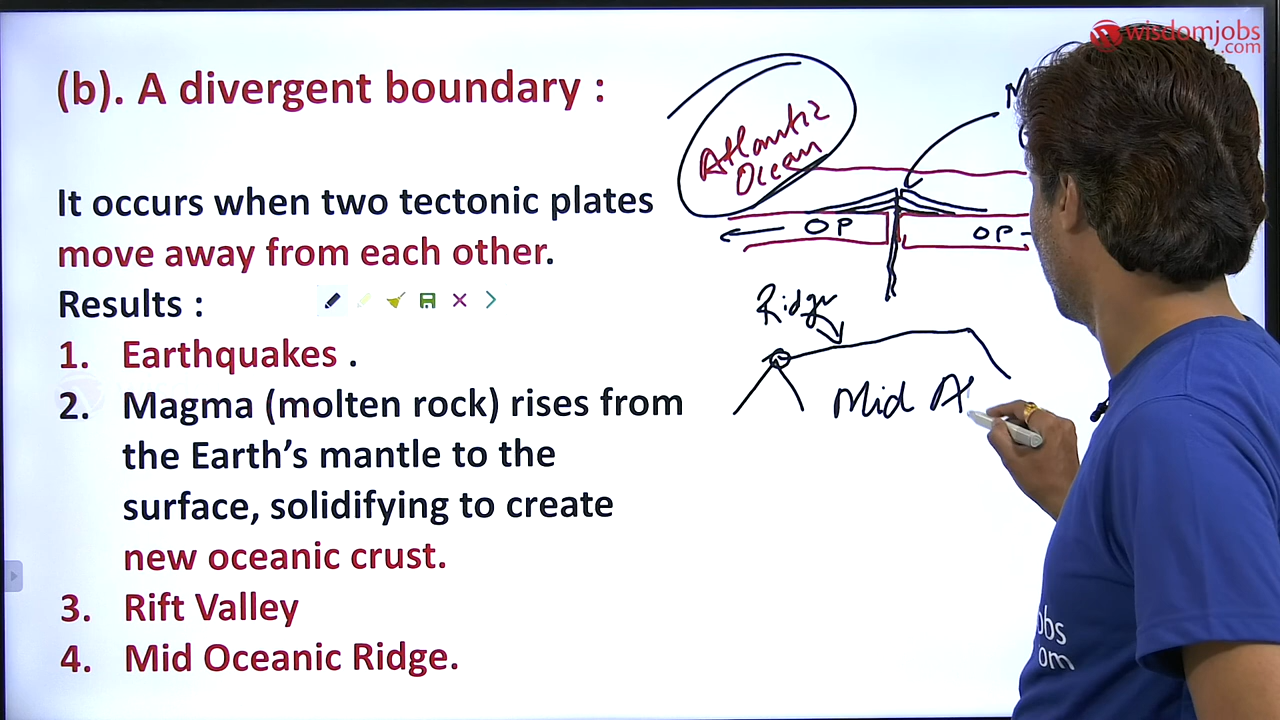 wisdomjobs
.com
(b). A divergent boundary :
It occurs when two tectonic plates
move away from each other.
Results :
1. Earthquakes .
2. Magma (molten rock) rises from
the Earth's mantle to the
surface, solidifying to create
new oceanic crust.
3. Rift Valley
4. Mid Oceanic Ridge.
Atlantic
Ocean
M
OP
OP
Ridge
Mid A
obs
om